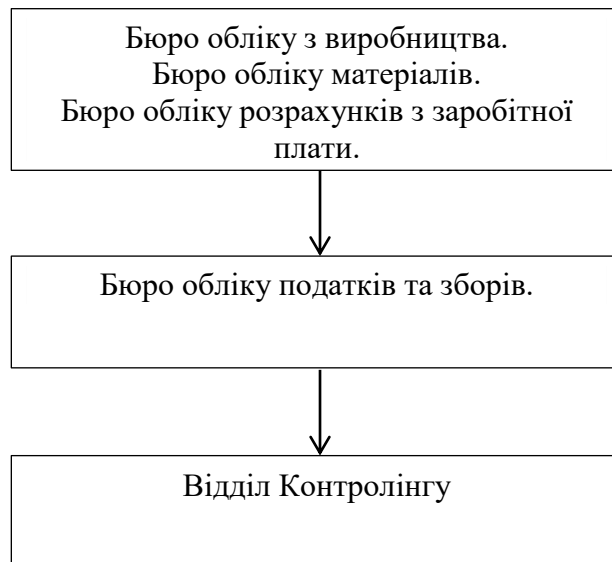 Бюро обліку з виробництва.
Бюро обліку матеріалів.
Бюро обліку розрахунків з заробітної
плати.
Бюро обліку податків та зборів.
Відділ Контролінгу